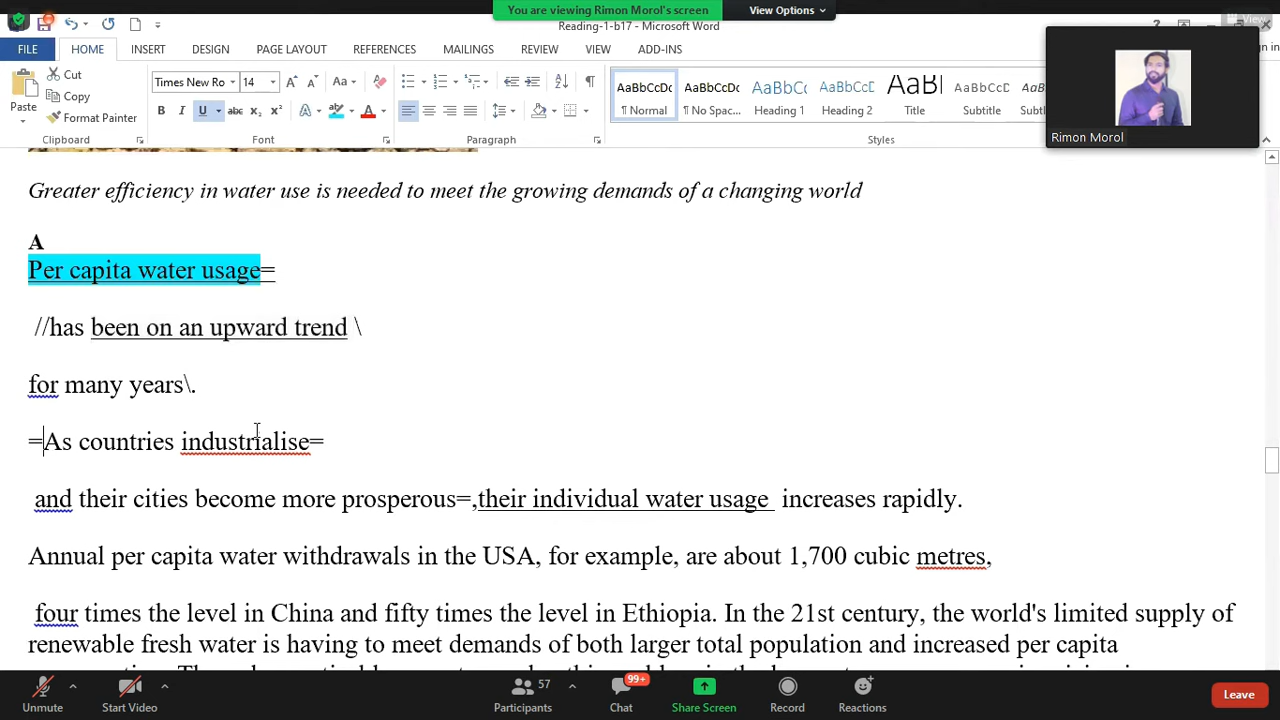 You are viewing Rimon Morol's screen
View Options
Reading-1-b17 - Microsoft Word
View
FILE
HOME
INSERT
DESIGN
PAGE LAYOUT
REFERENCES
MAILINGS
REVIEW
VIEW
ADD-INS
Paste
Cut
Copy
Format Painter
Clipboard
Times New Ro
14
Font
Paragraph
AaBbCcDc
¶ Normal
AaBbCcDc
¶ No Spac...
AaBbCc
Heading 1
AaBbCcC
Heading 2
AaBl
Title
AaBbCcC
Subtitle
Styles
Rimon Morol
Greater efficiency in water use is needed to meet the growing demands of a changing world
A
Per capita water usage=
//has been on an upward trend \
for many years\.
=As countries industrialise=
and their cities become more prosperous=,their individual water usage increases rapidly.
Annual per capita water withdrawals in the USA, for example, are about 1,700 cubic metres,
four times the level in China and fifty times the level in Ethiopia. In the 21st century, the world's limited supply of
renewable fresh water is having to meet demands of both larger total population and increased per capita
Unmute
Start Video
57
Participants
99+
Chat
Share Screen
Record
Reactions
Leave